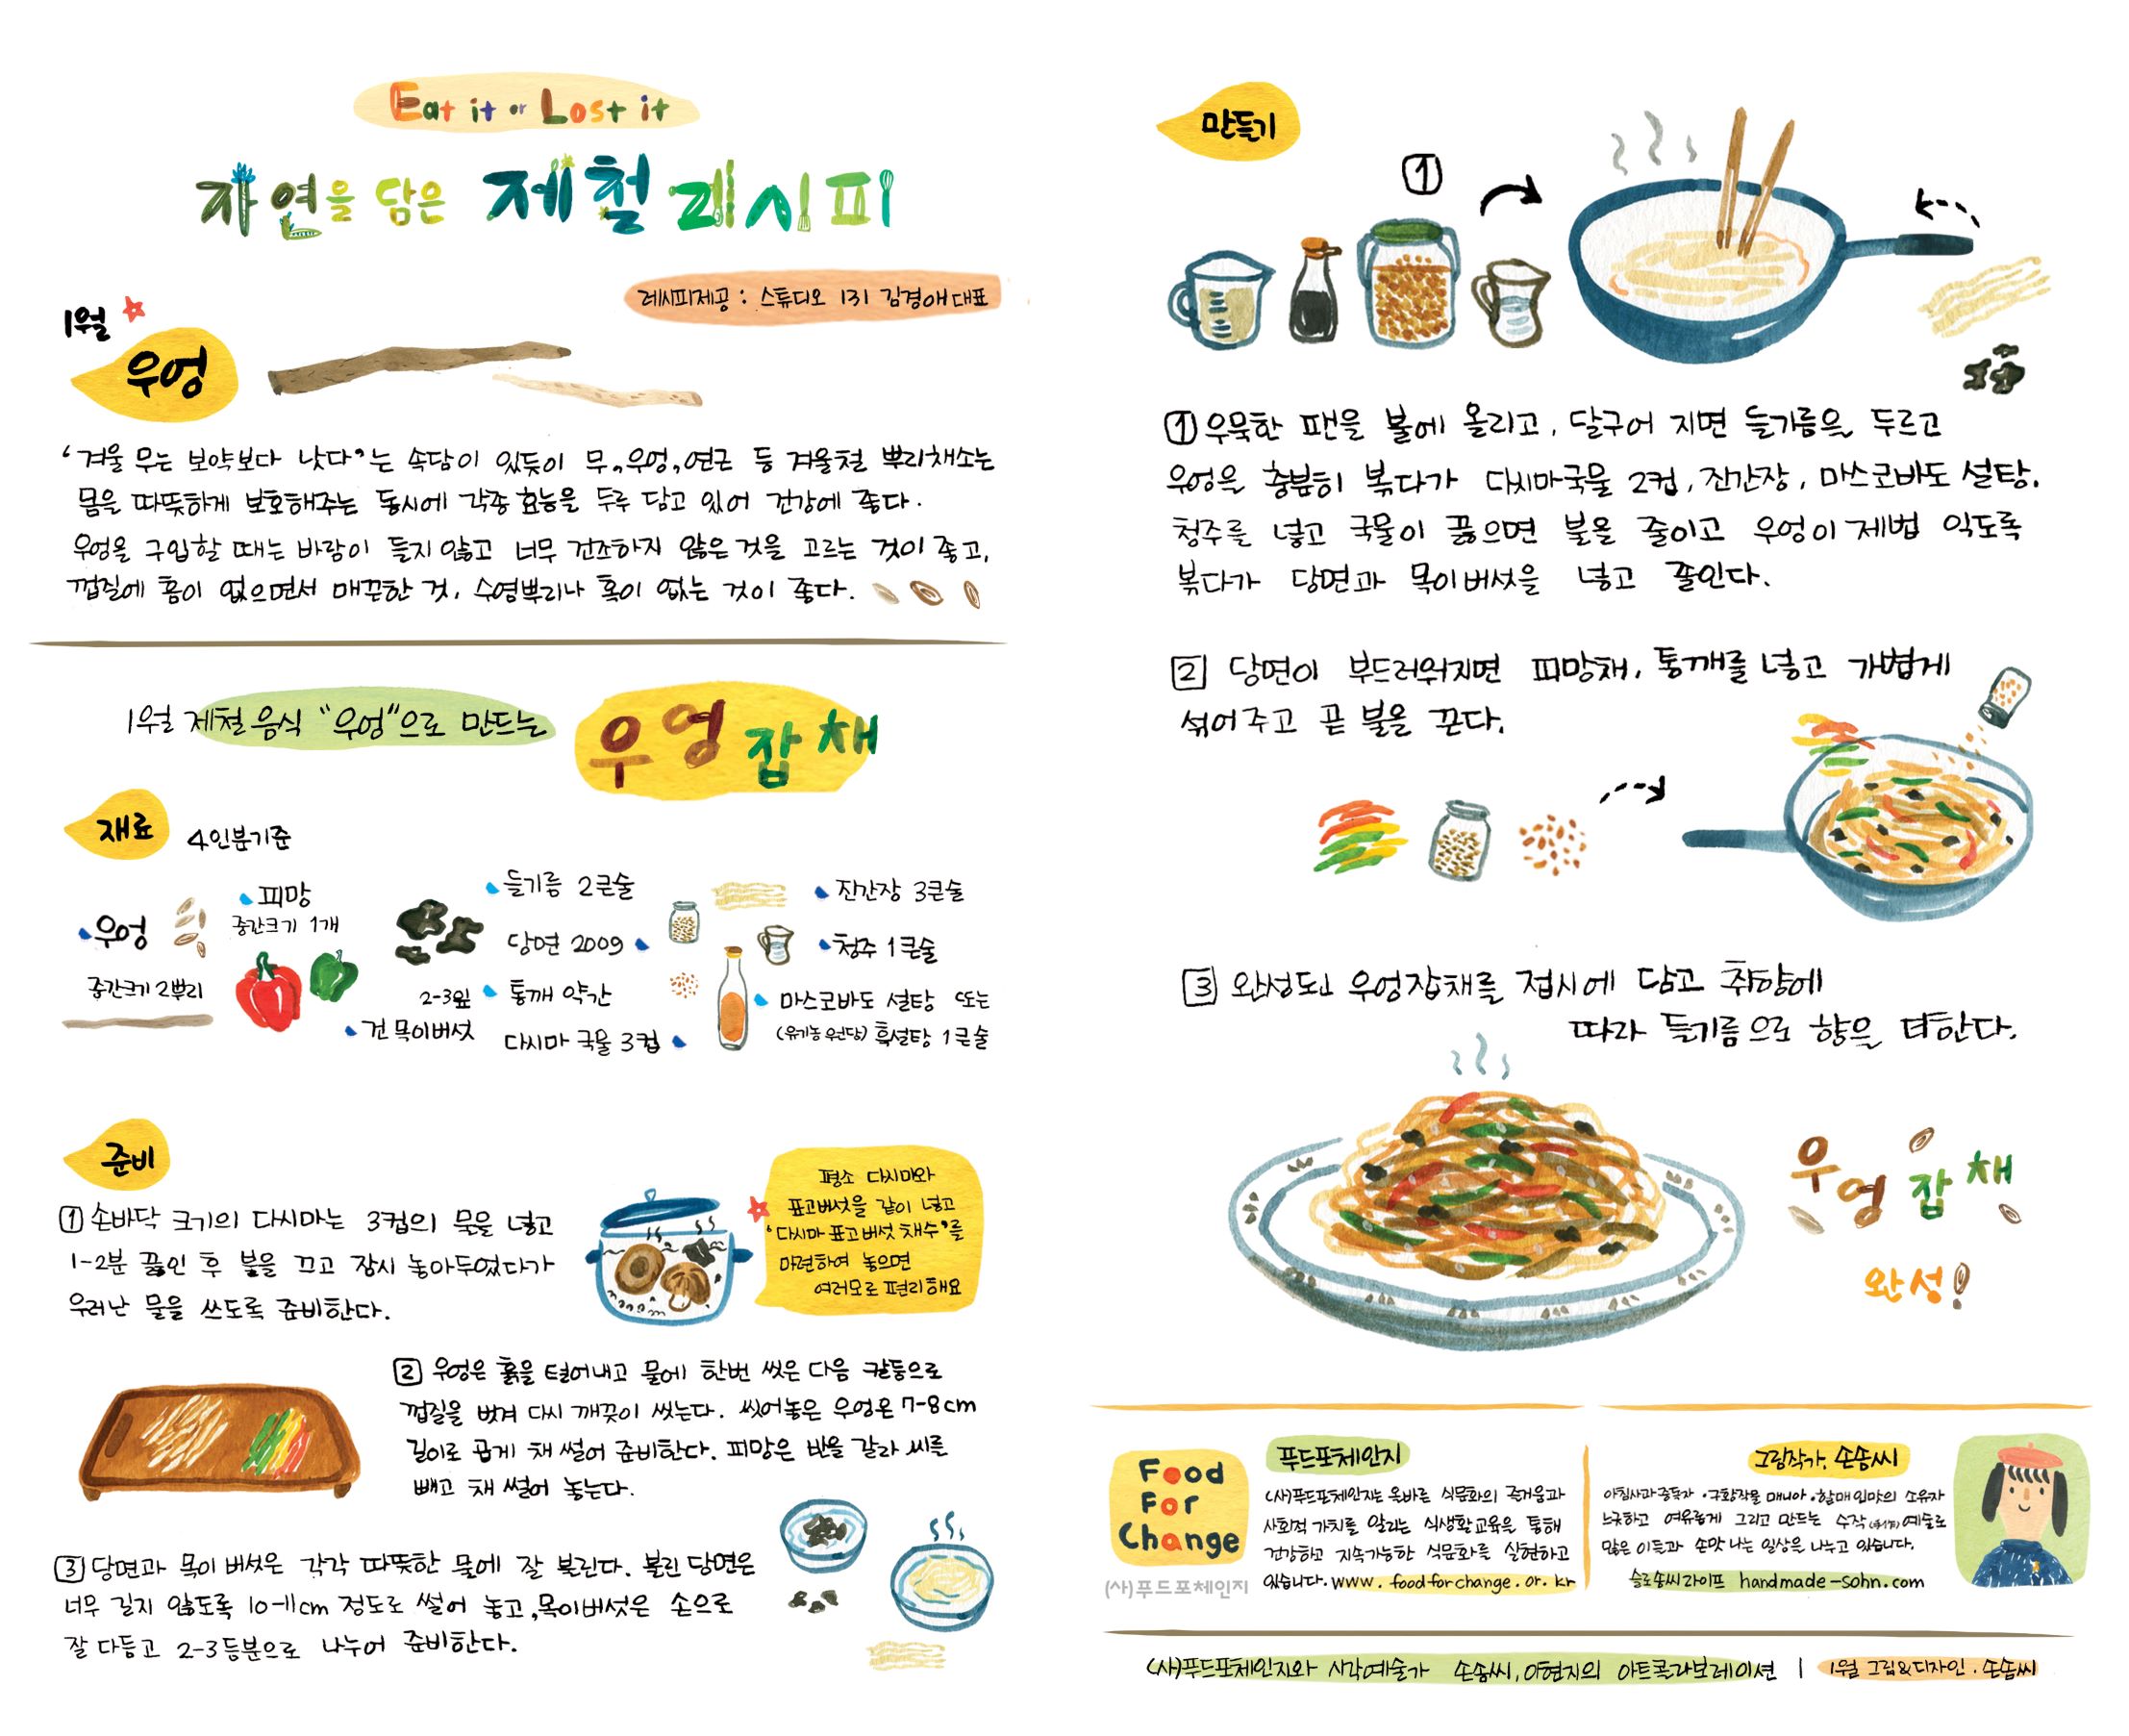 Eat it or Lost it
자연을 담은 제철 레시피
레시피제공 : 스튜디오 131 김경애 대표
1월
우엉
'겨울 무는 보약보다 낫다'는 속담이 있듯이 무, 우엉, 연근 등 겨울철 뿌리채소는
몸을 따뜻하게 보호해주는 동시에 각종 효능을 두루 담고 있어 건강에 좋다.
우엉을 구입할 때는 바람이 들지 않고 너무 건조하지 않은 것을 고르는 것이 좋고,
껍질에 흠이 없으면서 매끈한 것, 수염뿌리나 혹이 없는 것이 좋다.
1월 제철 음식 "우엉"으로 만드는
우엉잡채
재료
4인분기준
우엉
중간크기 2뿌리
피망
중간크기 1개
2-3잎
건 목이버섯
들기름 2큰술
당면 200g
통깨 약간
다시마 국물 3컵
진간장 3큰술
청주 1큰술
마스코바도 설탕 또는
(유기농 원당) 흑설탕 1큰술
준비
1 손바닥 크기의 다시마는 3컵의 물을 넣고
1-2분 끓인 후 불을 끄고 잠시 놓아두었다가
우러난 물을 쓰도록 준비한다.
평소 다시마와
표고버섯을 같이 넣고
'다시마 표고버섯 채수'를
마련하여 놓으면
여러모로 편리해요
2 우엉은 흙을 털어내고 물에 한번 씻은 다음 칼등으로
껍질을 벗겨 다시 깨끗이 씻는다. 씻어놓은 우엉은 7-8cm
길이로 곱게 채 썰어 준비한다. 피망은 반을 갈라 씨를
빼고 채 썰어 놓는다.
3 당면과 목이버섯은 각각 따뜻한 물에 잘 불린다. 불린 당면은
너무 길지 않도록 10-11cm 정도로 썰어 놓고, 목이버섯은 손으로
잘 다듬고 2-3등분으로 나누어 준비한다.
만들기
1
1 우묵한 팬을 불에 올리고, 달구어 지면 들기름을 두르고
우엉을 충분히 볶다가 다시마국물 2컵, 진간장, 마스코바도 설탕,
청주를 넣고 국물이 끓으면 불을 줄이고 우엉이 제법 익도록
볶다가 당면과 목이버섯을 넣고 졸인다.
2 당면이 부드러워지면 피망채, 통깨를 넣고 가볍게
섞어주고 곧 불을 끈다.
3 완성된 우엉잡채를 접시에 담고 취향에
따라 들기름으로 향을 더한다.
우엉잡채
완성!
Food
For
Change
(사)푸드포체인지
푸드포체인지
(사)푸드포체인지는 올바른 식문화의 즐거움과
사회적 가치를 알리는 식생활교육을 통해
건강하고 지속가능한 식문화를 실현하고
있습니다. www.foodforchange.or.kr
그림작가, 손솜씨
아침사과중독자 · 구황작물 매니아 · 할매입맛의 소유자
느긋하고 여유롭게 그리고 만드는 수작 예술로
많은 이들과 손맛 나는 일상을 나누고 있습니다.
슬로솜씨라이프 handmade-sohn.com
(사)푸드포체인지와 시각예술가 손솜씨, 이현지의 아트콜라보레이션 | 1월 그림&디자인. 손솜씨